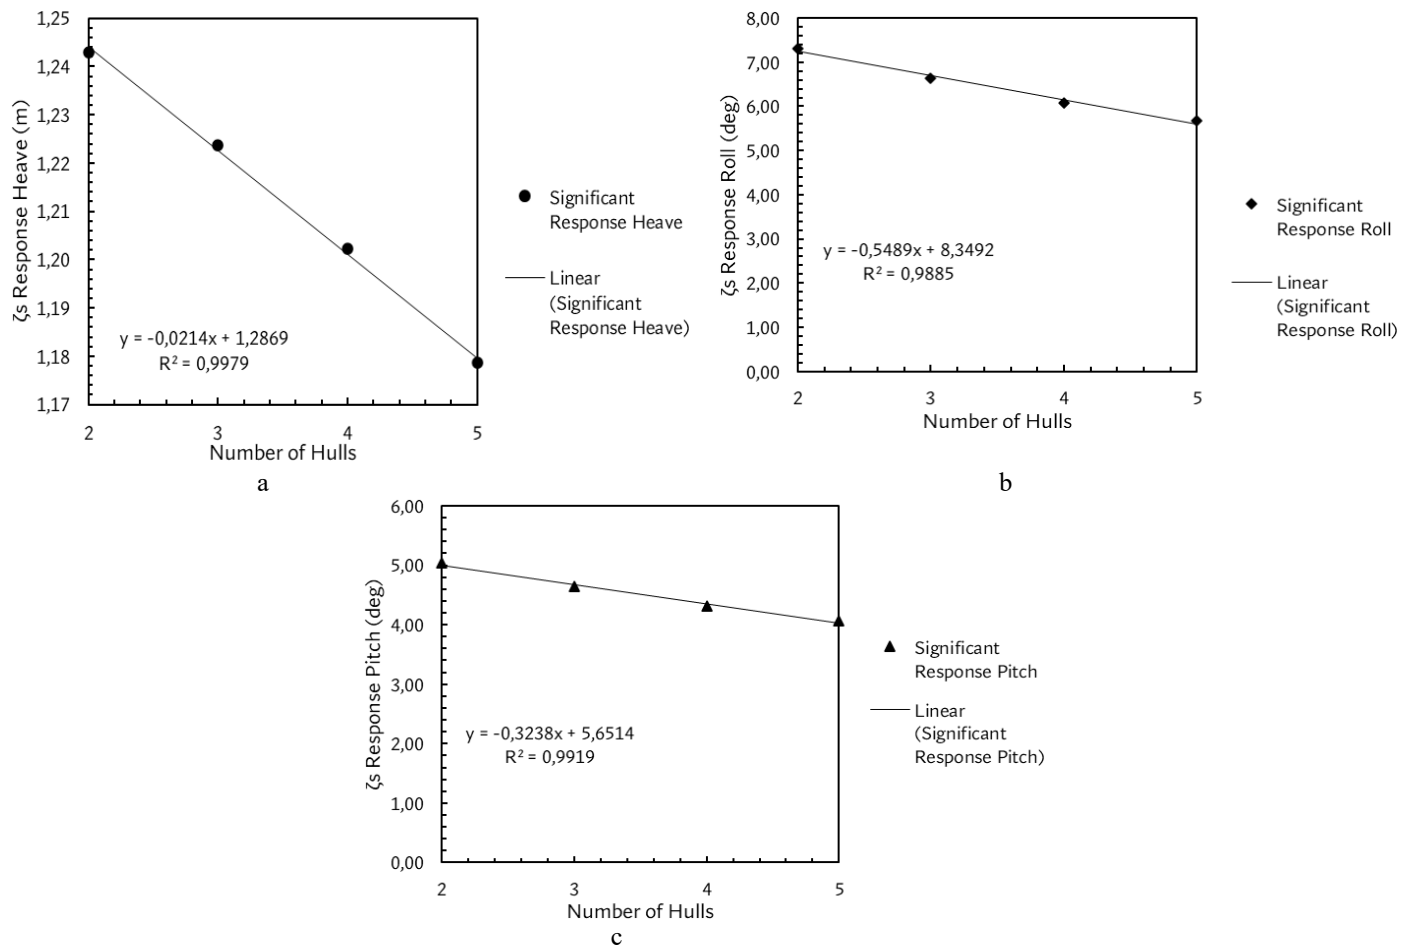 1,25
1,24
1,23
1,22
1,21
1,20
1,19
1,18
1,17
ζs Response Heave (m)
y = -0,0214x + 1,2869
R² = 0,9979
2 3 4 5
Number of Hulls
Significant
Response Heave
Linear
(Significant
Response Heave)
a
8,00
7,00
6,00
5,00
4,00
3,00
2,00
1,00
0,00
ζs Response Roll (deg)
y = -0,5489x + 8,3492
R² = 0,9885
2 3 4 5
Number of Hulls
Significant
Response Roll
Linear
(Significant
Response Roll)
b
6,00
5,00
4,00
3,00
2,00
1,00
0,00
ζs Response Pitch (deg)
y = -0,3238x + 5,6514
R² = 0,9919
2 3 4 5
Number of Hulls
Significant
Response Pitch
Linear
(Significant
Response Pitch)
c